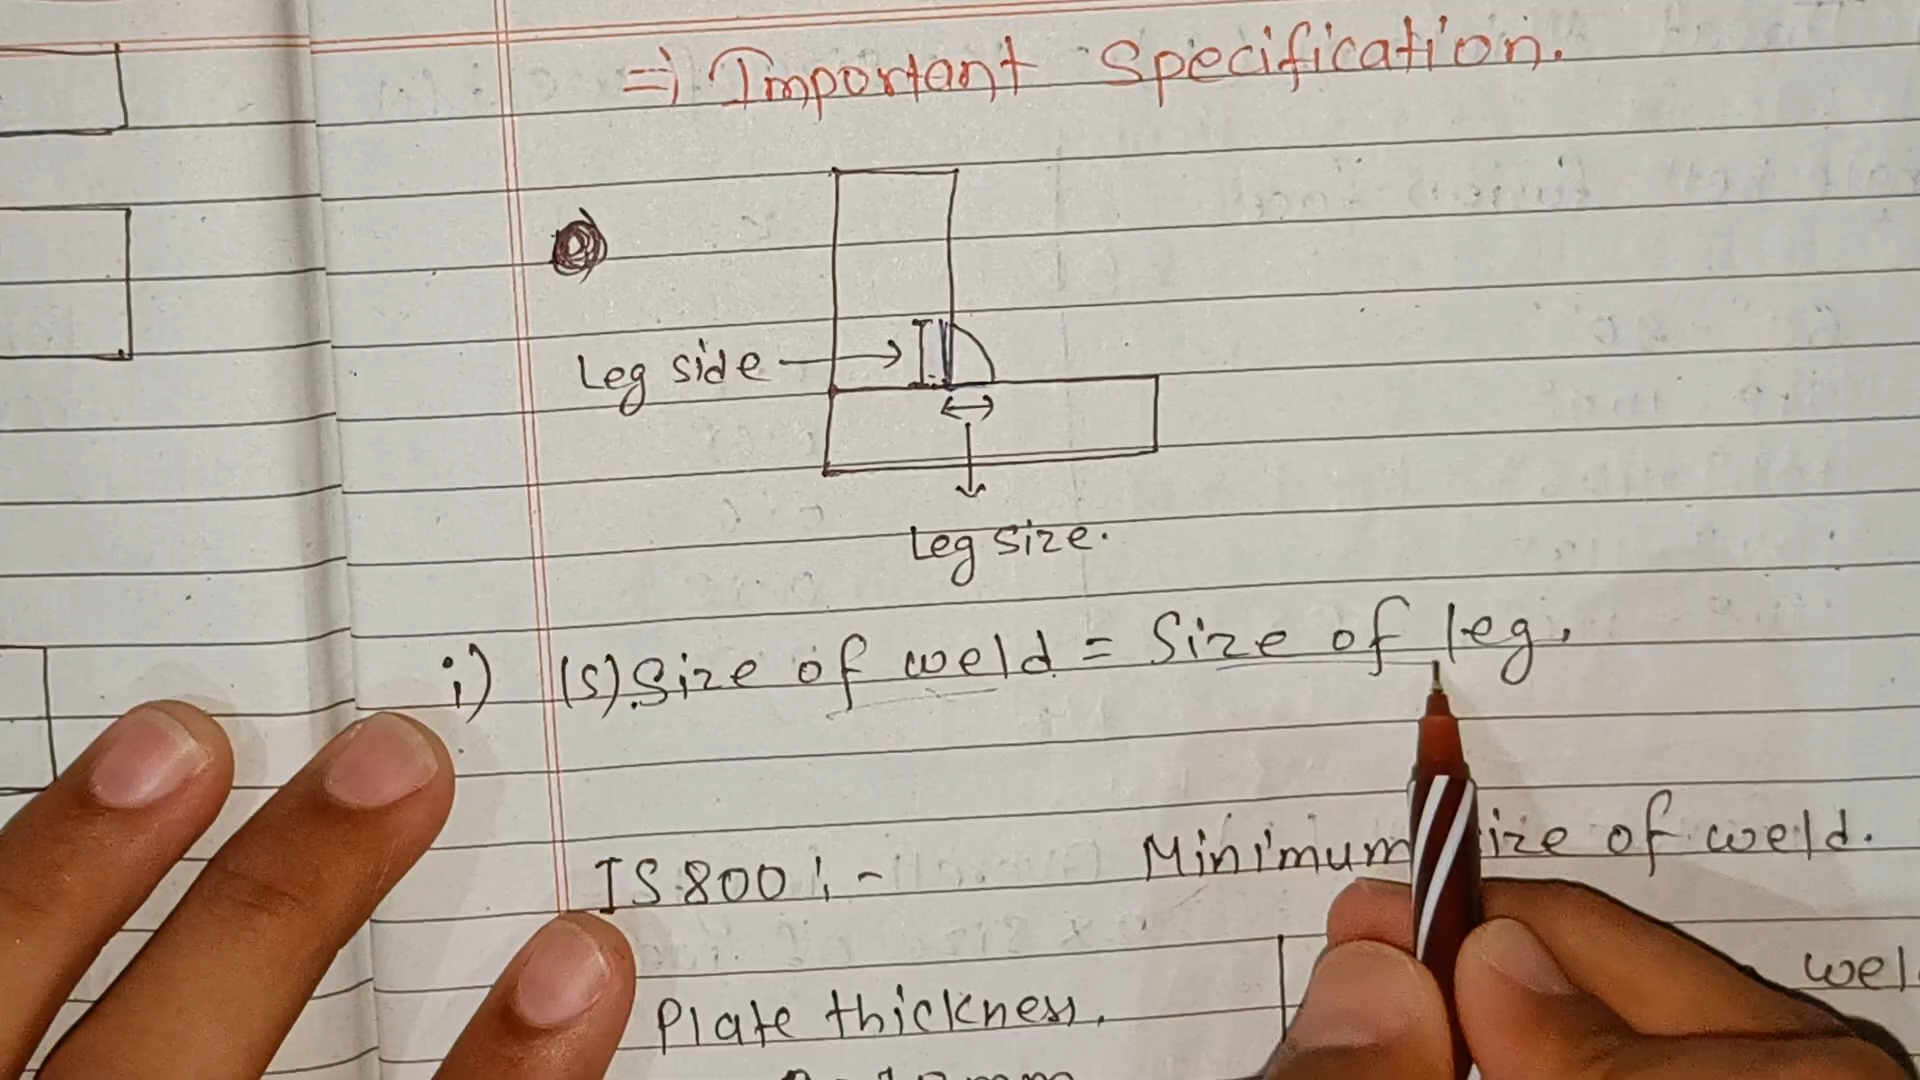 =) Important Specification.
Leg side
Leg size.
i) (S) Size of weld = Size of leg.
IS 800 : - Minimum ize of weld.
Plate thickness. wel